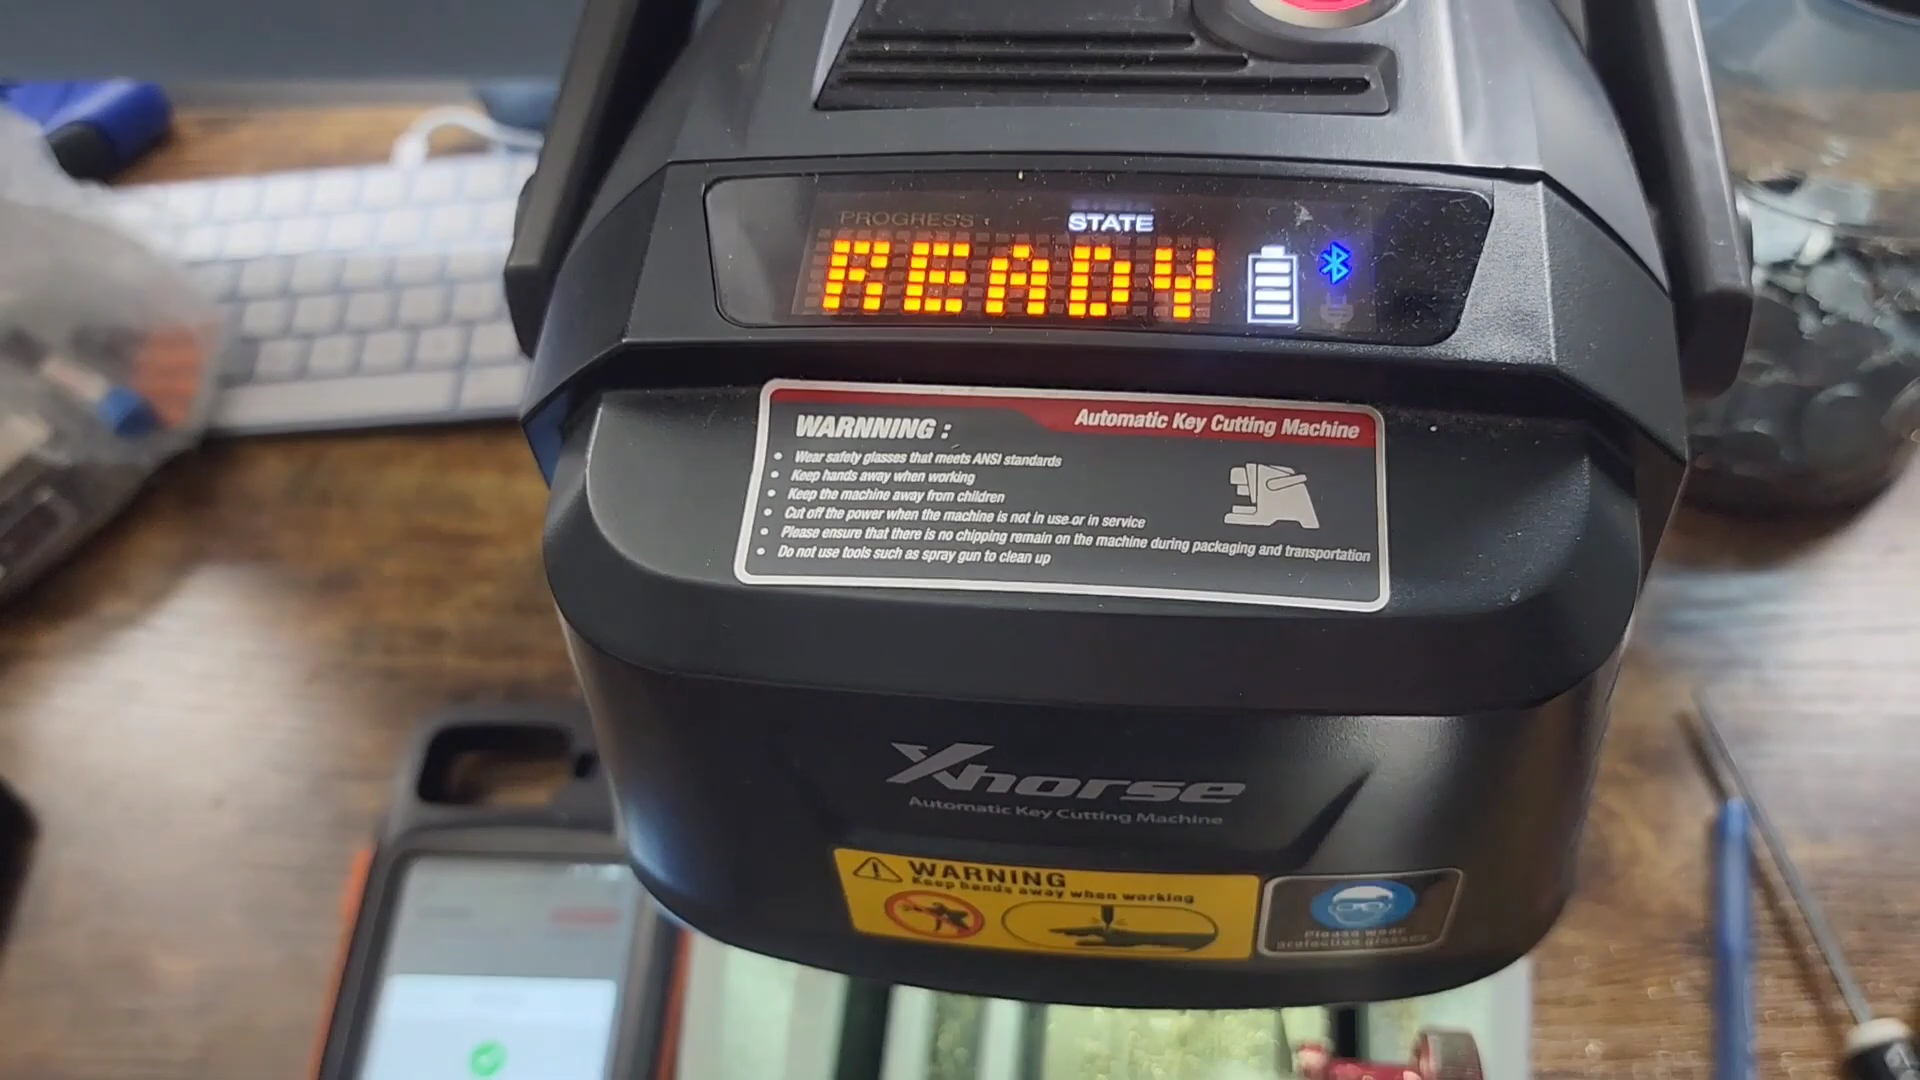 PROGRESS
STATE
READY
WARNNING :
Automatic Key Cutting Machine
• Wear safety glasses that meets ANSI standards
• Keep hands away when working
• Keep the machine away from children
• Cut off the power when the machine is not in use or in service
• Please ensure that there is no chipping remain on the machine during packaging and transportation
• Do not use tools such as spray gun to clean up
Xhorse
Automatic Key Cutting Machine
WARNING
Keep hands away when working
Please wear
protective glasses